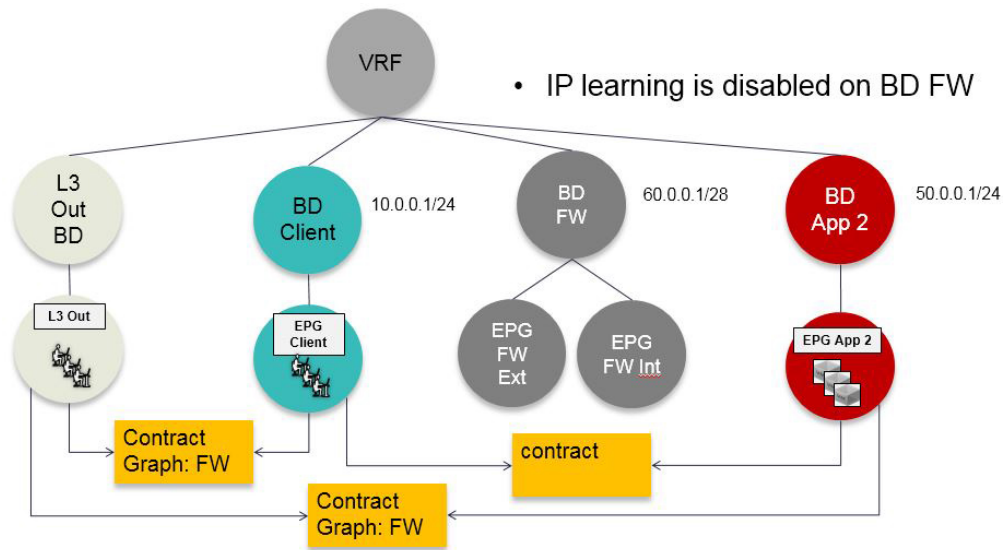 VRF
• IP learning is disabled on BD FW
L3
Out
BD
BD
Client
10.0.0.1/24
BD
FW
60.0.0.1/28
BD
App 2
50.0.0.1/24
L3 Out
EPG
Client
EPG
FW
Ext
EPG
FW Int
EPG App 2
Contract
Graph: FW
contract
Contract
Graph: FW